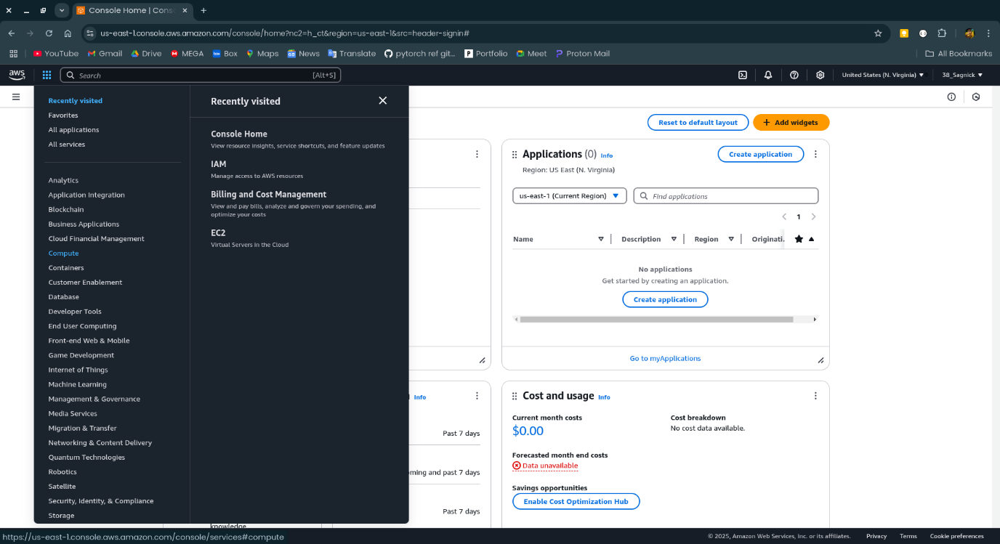 Console Home | Cons
us-east-1.console.aws.amazon.com/console/home?nc2=h_ct&region=us-east-1&src=header-signin#
YouTube Gmail Drive MEGA Box Maps News Translate pytorch ref git... Portfolio Meet Proton Mail All Bookmarks
aws Search [Alt+S] United States (N. Virginia) 38_Sagnick
Recently visited
Favorites
All applications
All services
Analytics
Application Integration
Blockchain
Business Applications
Cloud Financial Management
Compute
Containers
Customer Enablement
Database
Developer Tools
End User Computing
Front-end Web & Mobile
Game Development
Internet of Things
Machine Learning
Management & Governance
Media Services
Migration & Transfer
Networking & Content Delivery
Quantum Technologies
Robotics
Satellite
Security, Identity, & Compliance
Storage
Recently visited
Console Home
View resource insights, service shortcuts, and feature updates
IAM
Manage access to AWS resources
Billing and Cost Management
View and pay bills, analyze and govern your spending, and
optimize your costs
EC2
Virtual Servers in the Cloud
Reset to default layout + Add widgets
Applications (0) Info Create application
Region: US East (N. Virginia)
us-east-1 (Current Region) Find applications
1
Name Description Region Originati.
No applications
Get started by creating an application.
Create application
Go to myApplications
Info
Past 7 days
oming and past 7 days
Past 7 days
knowledge
Cost and usage Info
Current month costs
$0.00
Cost breakdown
No cost data available.
Forecasted month end costs
Data unavailable
Savings opportunities
Enable Cost Optimization Hub
https://us-east-1.console.aws.amazon.com/console/services#compute
© 2025, Amazon Web Services, Inc. or its affiliates. Privacy Terms Cookie preferences